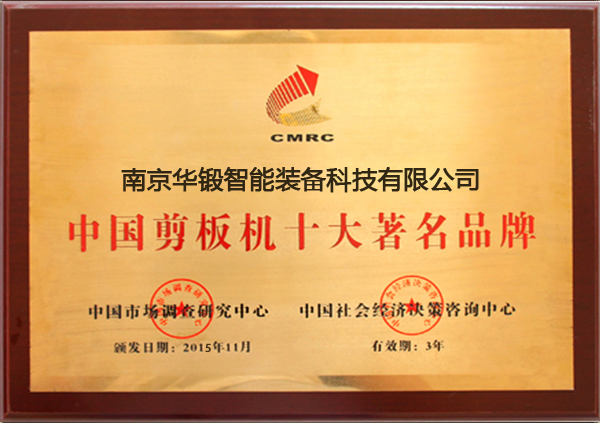 CMRC
南京华锻智能装备科技有限公司
中国剪板机十大著名品牌
中国市场调查研究中心 中国社会经济决策咨询中心
颁发日期：2015年11月 有效期：3年